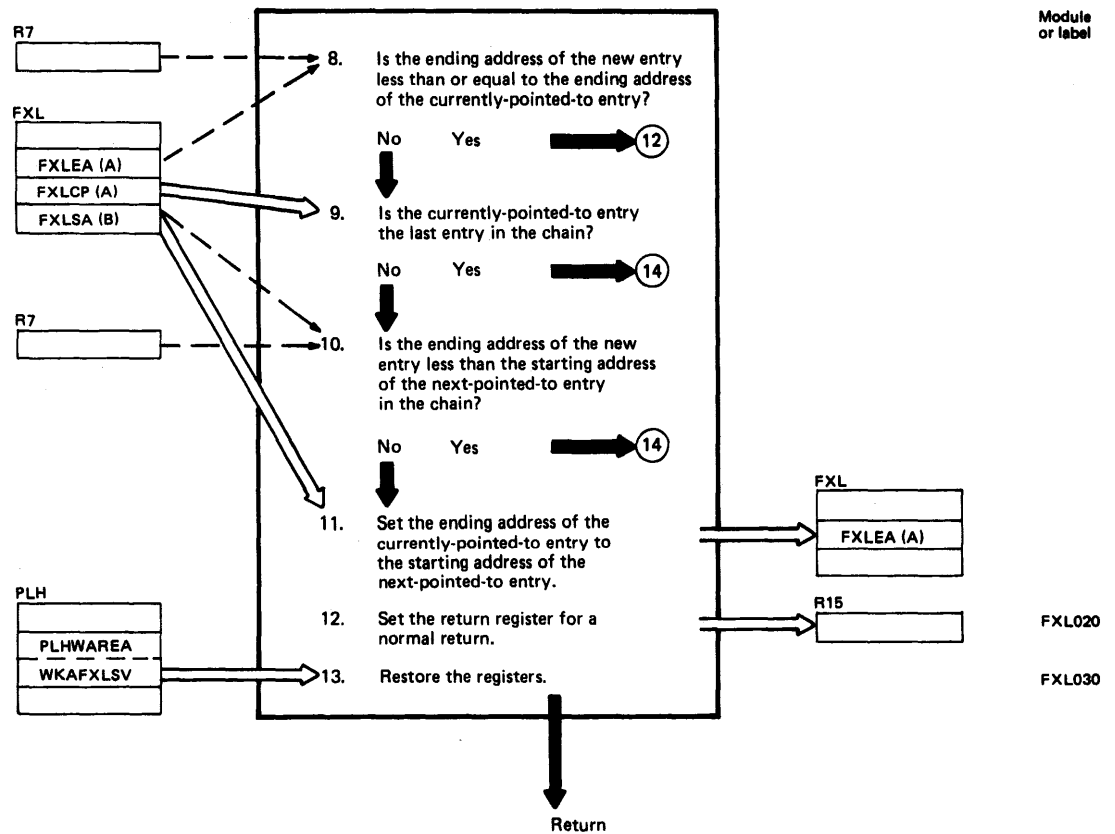 Module
or label
R7
8. Is the ending address of the new entry
less than or equal to the ending address
of the currently-pointed-to entry?
FXL
FXLEA (A)
FXLCP (A)
FXLSA (B)
No Yes 12
9. Is the currently-pointed-to entry
the last entry in the chain?
No Yes 14
R7
10. Is the ending address of the new
entry less than the starting address
of the next-pointed-to entry
in the chain?
No Yes 14
11. Set the ending address of the
currently-pointed-to entry to
the starting address of the
next-pointed-to entry.
FXL
FXLEA (A)
PLH
PLHWAREA
WKAFXLSV
12. Set the return register for a
normal return.
R15
FXL020
13. Restore the registers.
FXL030
Return